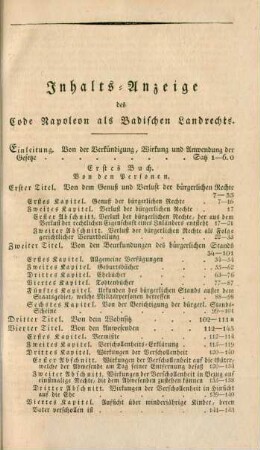 Inhalts-Anzeige
des
Code Napoleon als Badischen Landrechts.
Einleitung. Von der Verkündigung, Wirkung und Anwendung der
Gesetze . . . . . . . Satz 1—6.
Erstes Buch.
Von den Personen.
Erster Titel. Von dem Genuß und Verlust der bürgerlichen Rechte
7—33
Erstes Kapitel. Genuß der bürgerlichen Rechte . 7—16
Zweites Kapitel. Verlust der bürgerlichen Rechte . 17
Erster Abschnitt. Verlust der bürgerlichen Rechte, der aus dem
Verlust der rechtlichen Eigenschaft eines Inländers entsteht 17—21
Zweiter Abschnitt. Verlust der bürgerlichen Rechte als Folge
gerichtlicher Verurtheilung . . . 22—33
Zweiter Titel. Von den Beurkundungen des bürgerlichen Stands
34—101
Erstes Kapitel. Allgemeine Verfügungen . 34—54
Zweites Kapitel. Geburtsbücher . . 55—62
Drittes Kapitel. Ehebücher . . 63—76
Viertes Kapitel. Todtenbücher . . 77—87
Fünftes Kapitel. Urkunden des bürgerlichen Stands ausser dem
Staatsgebiet, welche Militärpersonen betreffen . 88—98
Sechstes Kapitel. Von der Berichtigung der bürgerl. Stands-
Scheine . . . . . 99—101
Dritter Titel. Von dem Wohnsitz . . 102—111
Vierter Titel. Von den Abwesenden . . 112—143
Erstes Kapitel. Vermißte . . 112—114
Zweites Kapitel. Verschollenheits-Erklärung . 115—119
Drittes Kapitel. Wirkungen der Verschollenheit . 120—140
Erster Abschnitt. Wirkungen der Verschollenheit auf die Güter,
welche der Abwesende am Tag seiner Entfernung besaß 120—134
Zweiter Abschnitt. Wirkungen der Verschollenheit in Bezug auf
einstmalige Rechte, die dem Abwesenden zustehen können 135—138
Dritter Abschnitt. Wirkungen der Verschollenheit in Hinsicht
auf die Ehe . . . . 139—140
Viertes Kapitel. Aufsicht über minderjährige Kinder, deren
Vater verschollen ist . . . 141—143